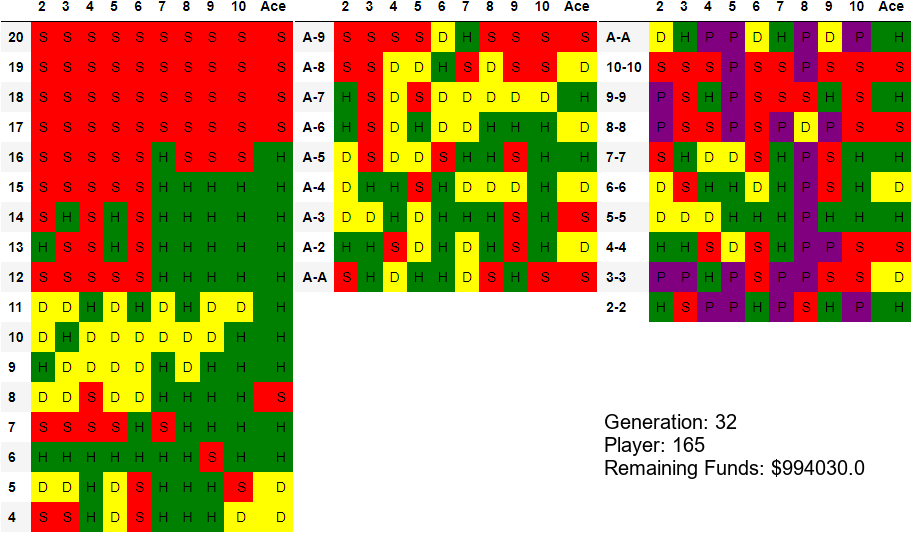 2 3 4 5 6 7 8 9 10 Ace
20 S S S S S S S S S S
19 S S S S S S S S S S
18 S S S S S S S S S S
17 S S S S S S S S S S
16 S S S S S H S S S H
15 S S S S S H H H H H
14 S H S H S H H H H H
13 H S S H S H H H H H
12 S S S S S H H H H H
11 D D H D H D H D D H
10 D H D D D D D D H H
9 H D D D D H D H H H
8 D D S D D H H H H S
7 S S S S H S H H H H
6 H H H H H H H S H H
5 D D H D S H H H S D
4 S S H D S H H H D D
2 3 4 5 6 7 8 9 10 Ace
A-9 S S S S D H S S S S
A-8 S S D D H S D S S D
A-7 H S D S D D D D D H
A-6 H S D H D D H H H D
A-5 D S D D S H H S H H
A-4 D H H S H D D D H D
A-3 D D H D H H H S H S
A-2 H H S D H D H S H D
A-A S H D H H D S H S S
2 3 4 5 6 7 8 9 10 Ace
A-A D H P P D H P D P H
10-10 S S S P S S P S S S
9-9 P S H P S S S H S H
8-8 P S S P S P D P S S
7-7 S H D D S H P S H H
6-6 D S H H D H P S H D
5-5 D D D H H H P H H H
4-4 H H S D S H P P S S
3-3 P P H P S P P S S D
2-2 H S P P H P S H P H
Generation: 32
Player: 165
Remaining Funds: $994030.0